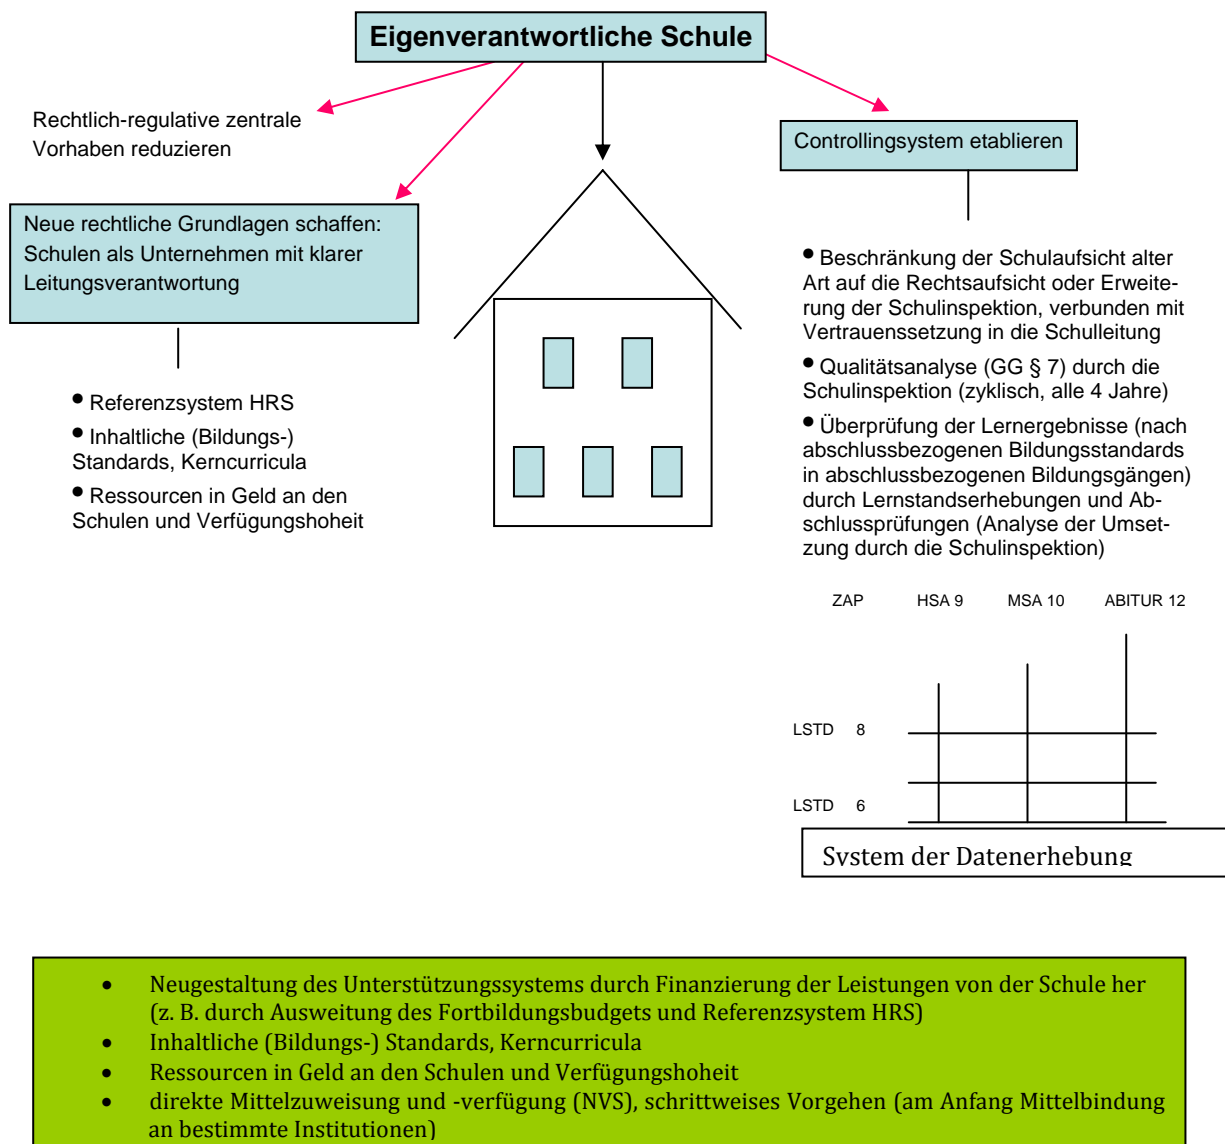 Eigenverantwortliche Schule
Rechtlich-regulative zentrale
Vorhaben reduzieren
Neue rechtliche Grundlagen schaffen:
Schulen als Unternehmen mit klarer
Leitungsverantwortung
• Referenzsystem HRS
• Inhaltliche (Bildungs-)
Standards, Kerncurricula
• Ressourcen in Geld an den
Schulen und Verfügungshoheit
Controllingsystem etablieren
• Beschränkung der Schulaufsicht alter
Art auf die Rechtsaufsicht oder Erweite-
rung der Schulinspektion, verbunden mit
Vertrauenssetzung in die Schulleitung
• Qualitätsanalyse (GG § 7) durch die
Schulinspektion (zyklisch, alle 4 Jahre)
• Überprüfung der Lernergebnisse (nach
abschlussbezogenen Bildungsstandards
in abschlussbezogenen Bildungsgängen)
durch Lernstandserhebungen und Ab-
schlussprüfungen (Analyse der Umset-
zung durch die Schulinspektion)
ZAP HSA 9 MSA 10 ABITUR 12
LSTD 8
LSTD 6
System der Datenerhebung
• Neugestaltung des Unterstützungssystems durch Finanzierung der Leistungen von der Schule her
(z. B. durch Ausweitung des Fortbildungsbudgets und Referenzsystem HRS)
• Inhaltliche (Bildungs-) Standards, Kerncurricula
• Ressourcen in Geld an den Schulen und Verfügungshoheit
• direkte Mittelzuweisung und -verfügung (NVS), schrittweises Vorgehen (am Anfang Mittelbindung
an bestimmte Institutionen)